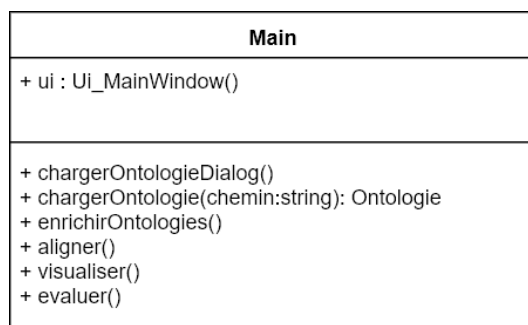 Main
+ ui : Ui_MainWindow()
+ chargerOntologieDialog()
+ chargerOntologie(chemin:string): Ontologie
+ enrichirOntologies()
+ aligner()
+ visualiser()
+ evaluer()